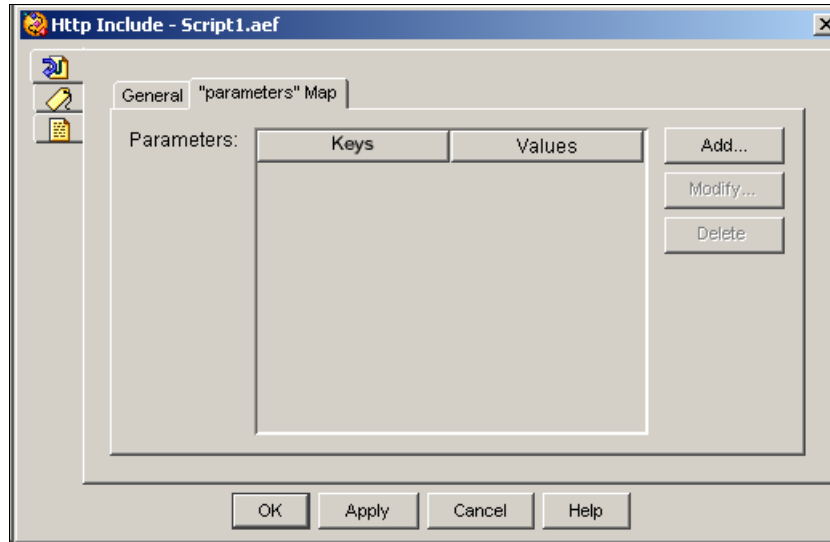 Http Include - Script1.aef
General "parameters" Map
Parameters: Keys Values Add...
Modify...
Delete
OK Apply Cancel Help